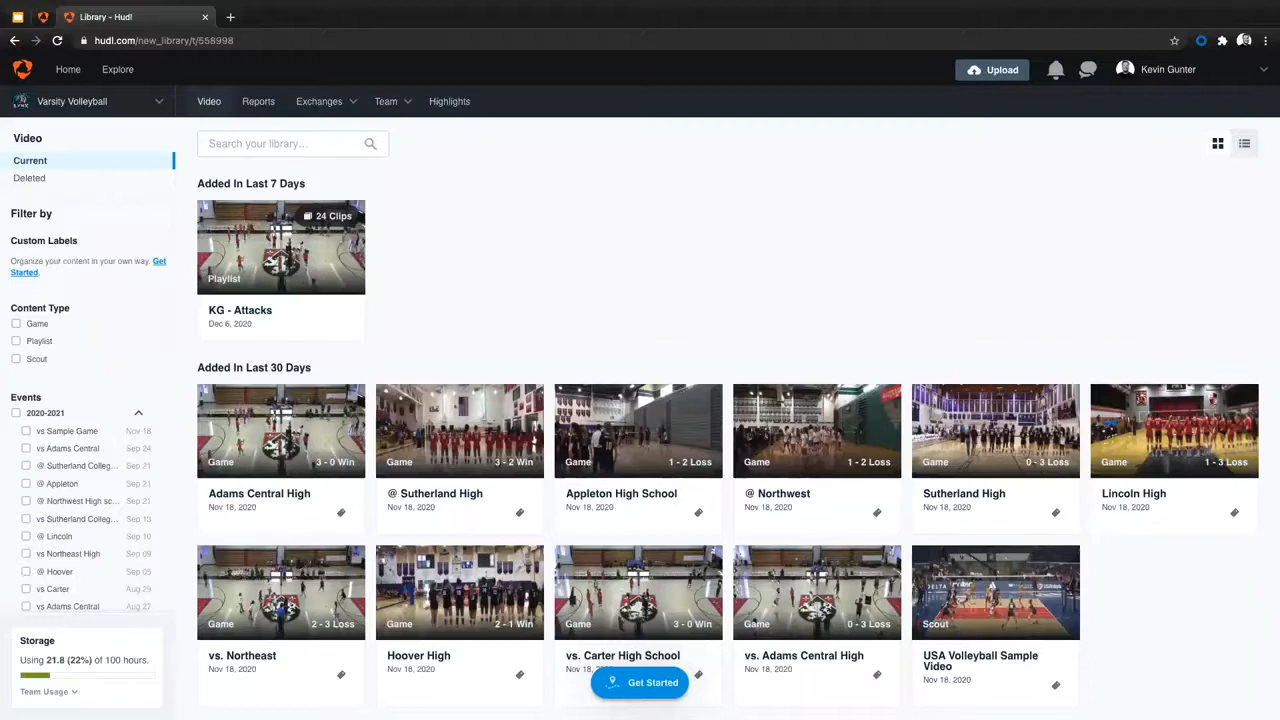 Library - Hudl
hudl.com/new_library/t/558998
Home
Explore
Upload
Kevin Gunter
Varsity Volleyball
Video
Reports
Exchanges
Team
Highlights
Video
Current
Deleted
Filter by
Custom Labels
Organize your content in your own way. Get
Started.
Content Type
Game
Playlist
Scout
Events
2020-2021
vs Sample Game Nov 18
vs Adams Central Sep 24
@ Sutherland Colleg... Sep 21
@ Appleton Sep 21
@ Northwest High sc... Sep 21
vs Sutherland Colleg... Sep 13
@ Lincoln Sep 10
vs Northeast High Sep 09
@ Hoover Sep 05
vs Carter Aug 29
vs Adams Central Aug 27
Storage
Using 21.8 (22%) of 100 hours.
Team Usage
Search your library...
Added In Last 7 Days
24 Clips
Playlist
KG - Attacks
Dec 6, 2020
Added In Last 30 Days
Game 3 - 0 Win
Adams Central High
Nov 18, 2020
Game 3 - 2 Win
@ Sutherland High
Nov 18, 2020
Game 1 - 2 Loss
Appleton High School
Nov 18, 2020
Game 1 - 2 Loss
@ Northwest
Nov 18, 2020
Game 0 - 3 Loss
Sutherland High
Nov 18, 2020
Game 1 - 3 Loss
Lincoln High
Nov 18, 2020
Game 2 - 3 Loss
vs. Northeast
Nov 18, 2020
Game 2 - 1 Win
Hoover High
Nov 18, 2020
Game 3 - 0 Win
vs. Carter High School
Nov 18, 2020
Game 0 - 3 Loss
vs. Adams Central High
Nov 18, 2020
Scout
USA Volleyball Sample
Video
Nov 18, 2020
Get Started